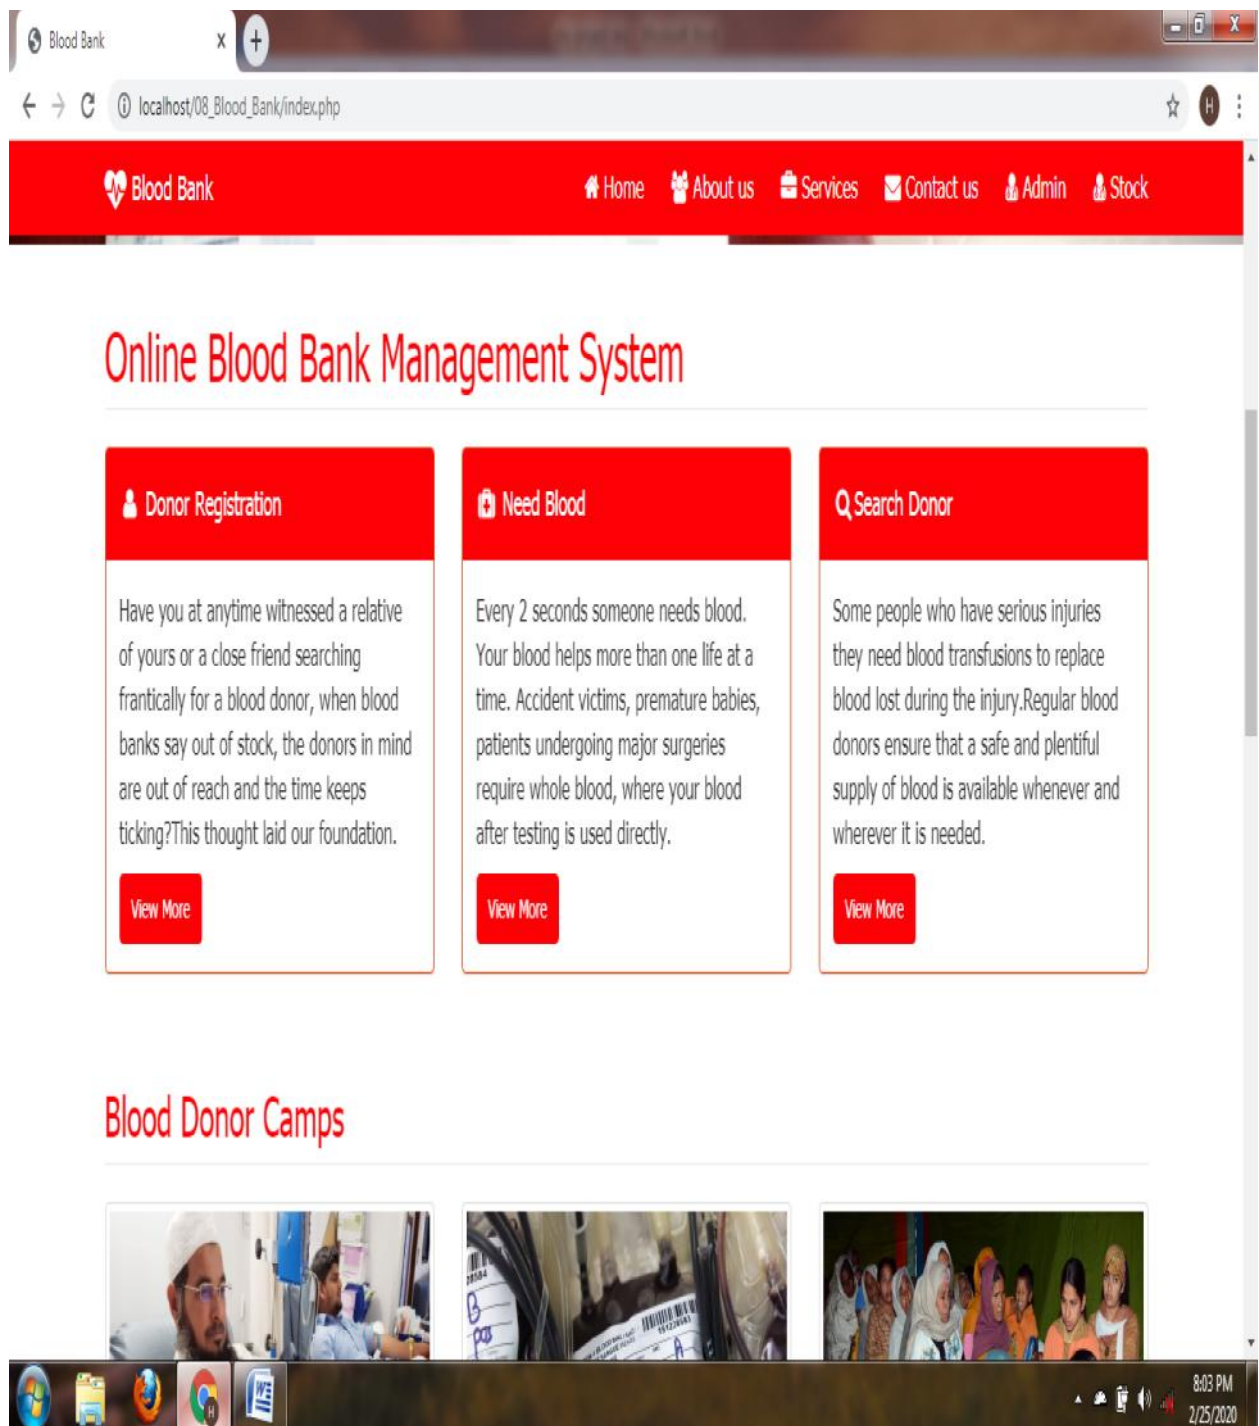 Blood Bank
localhost/08_Blood_Bank/index.php
H
Blood Bank
Home About us Services Contact us Admin Stock
Online Blood Bank Management System
Donor Registration
Have you at anytime witnessed a relative
of yours or a close friend searching
frantically for a blood donor, when blood
banks say out of stock, the donors in mind
are out of reach and the time keeps
ticking?This thought laid our foundation.
View More
Need Blood
Every 2 seconds someone needs blood.
Your blood helps more than one life at a
time. Accident victims, premature babies,
patients undergoing major surgeries
require whole blood, where your blood
after testing is used directly.
View More
Search Donor
Some people who have serious injuries
they need blood transfusions to replace
blood lost during the injury.Regular blood
donors ensure that a safe and plentiful
supply of blood is available whenever and
wherever it is needed.
View More
Blood Donor Camps
B
pos
A
H
8:03 PM
2/25/2020